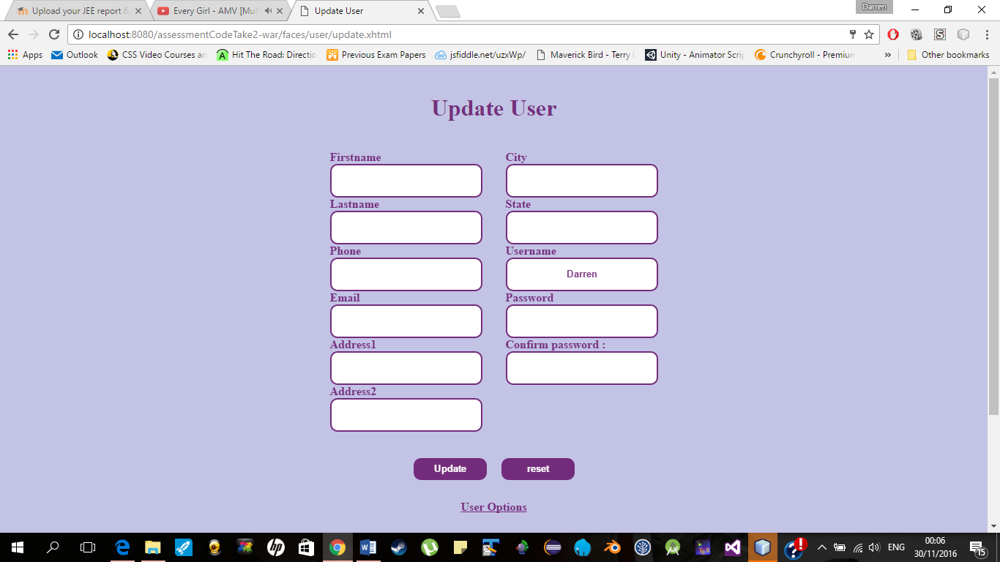 Darren
Upload your JEE report &
Every Girl - AMV [Mul
Update User
localhost:8080/assessmentCodeTake2-war/faces/user/update.xhtml
Apps
Outlook
CSS Video Courses an
Hit The Road: Directio
Previous Exam Papers
jsfiddle.net/uzxWp/
Maverick Bird - Terry
Unity - Animator Scrip
Crunchyroll - Premium
»
Other bookmarks
Update User
Firstname
City
Lastname
State
Phone
Username
Darren
Email
Password
Address1
Confirm password :
Address2
Update
reset
User Options
ENG
00:06
30/11/2016
15